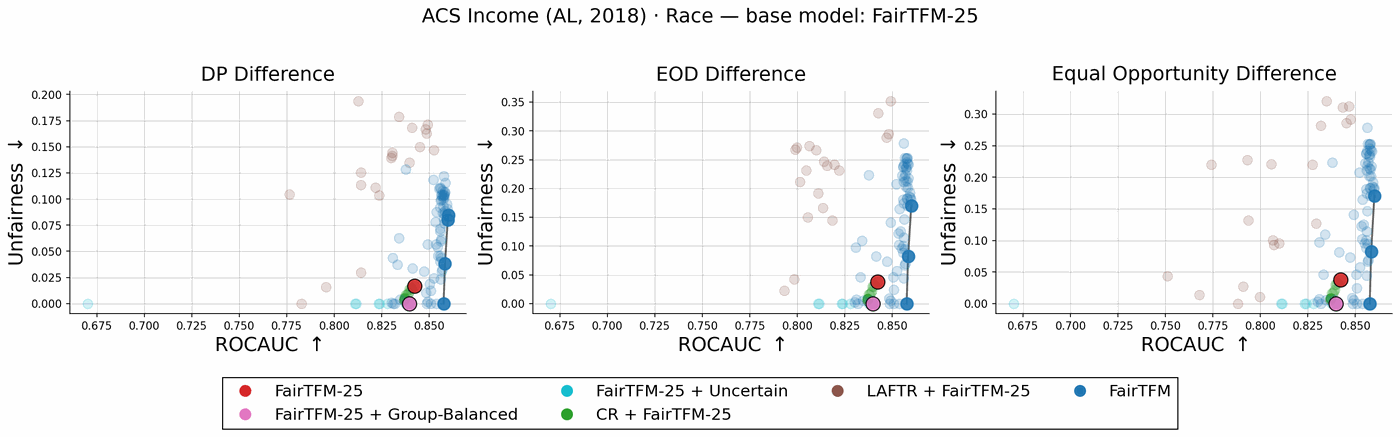 ACS Income (AL, 2018) · Race — base model: FairTFM-25
DP Difference
EOD Difference
Equal Opportunity Difference
Unfairness ↓
0.200
0.175
0.150
0.125
0.100
0.075
0.050
0.025
0.000
0.675 0.700 0.725 0.750 0.775 0.800 0.825 0.850
ROCAUC ↑
Unfairness ↓
0.35
0.30
0.25
0.20
0.15
0.10
0.05
0.00
0.675 0.700 0.725 0.750 0.775 0.800 0.825 0.850
ROCAUC ↑
Unfairness ↓
0.30
0.25
0.20
0.15
0.10
0.05
0.00
0.675 0.700 0.725 0.750 0.775 0.800 0.825 0.850
ROCAUC ↑
FairTFM-25
FairTFM-25 + Group-Balanced
FairTFM-25 + Uncertain
CR + FairTFM-25
LAFTR + FairTFM-25
FairTFM